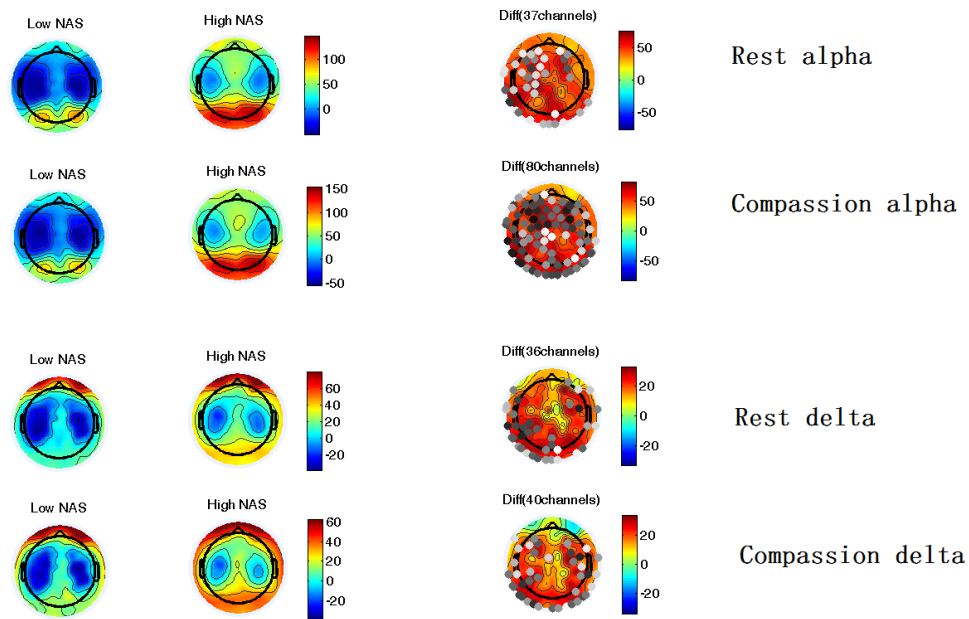 Low NAS
High NAS
Diff(37channels)
100
50
0
50
0
-50
Rest alpha
Low NAS
High NAS
Diff(80channels)
150
100
50
0
-50
50
0
-50
Compassion alpha
Low NAS
High NAS
Diff(36channels)
60
40
20
0
-20
20
0
-20
Rest delta
Low NAS
High NAS
Diff(40channels)
60
40
20
0
-20
20
0
-20
Compassion delta